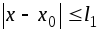 |x - x₀| ≤ l₁